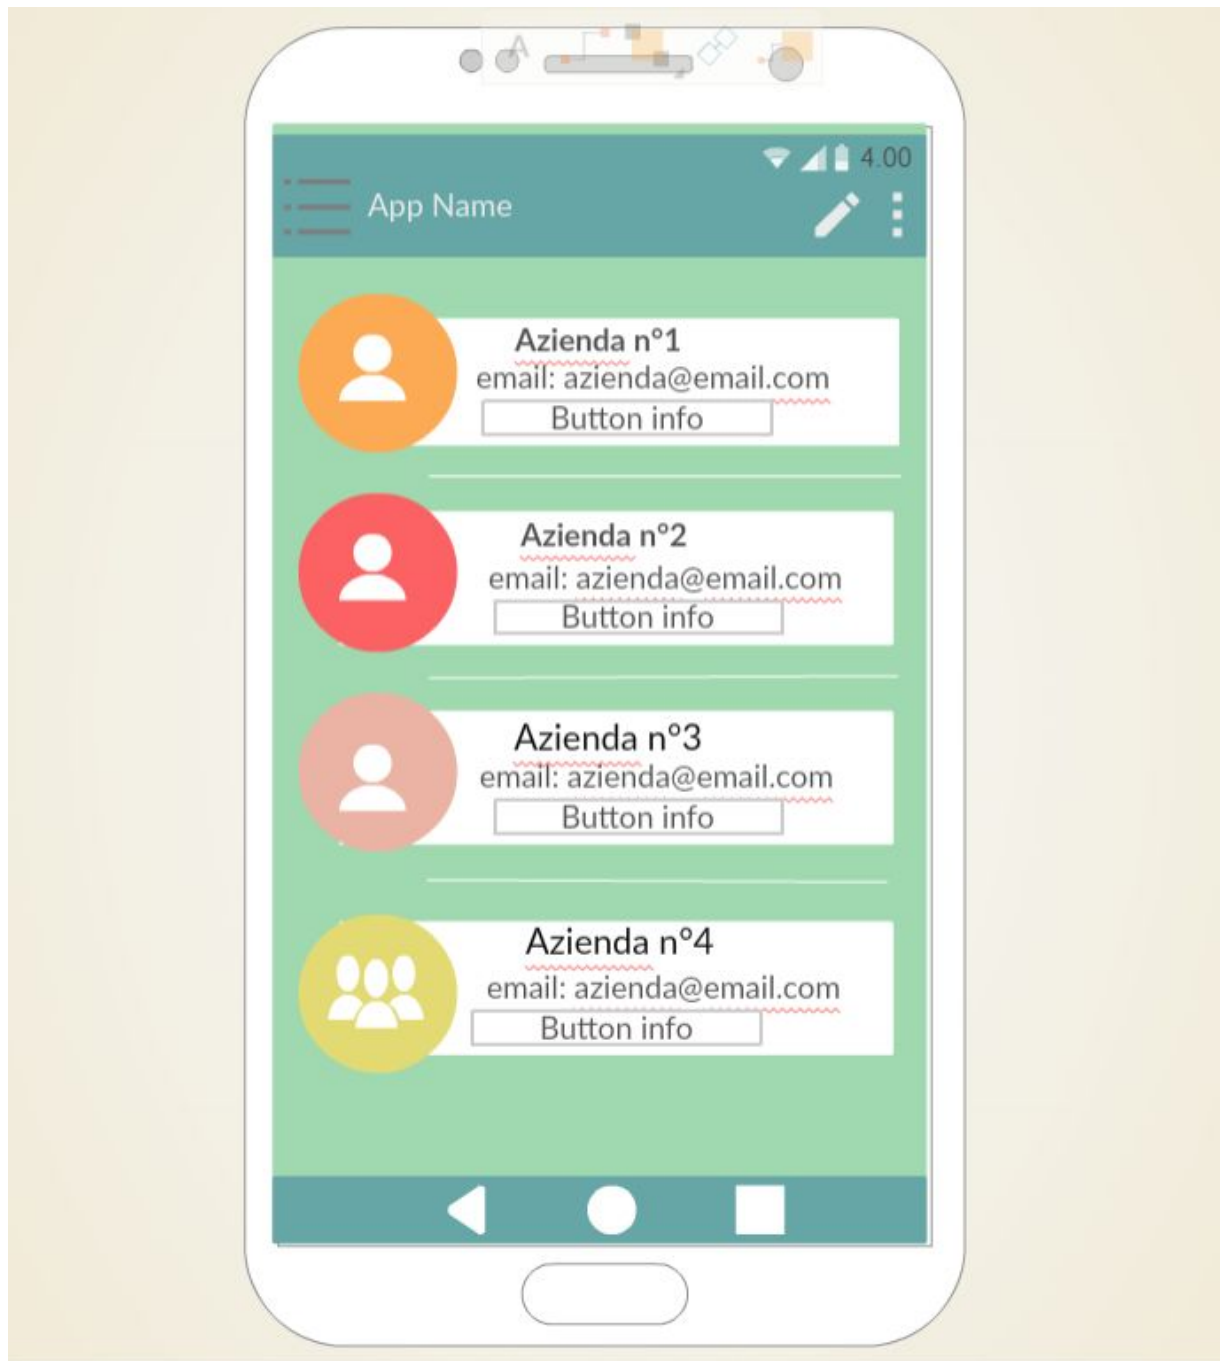 A
4.00
App Name
Azienda n°1
email: azienda@email.com
Button info
Azienda n°2
email: azienda@email.com
Button info
Azienda n°3
email: azienda@email.com
Button info
Azienda n°4
email: azienda@email.com
Button info